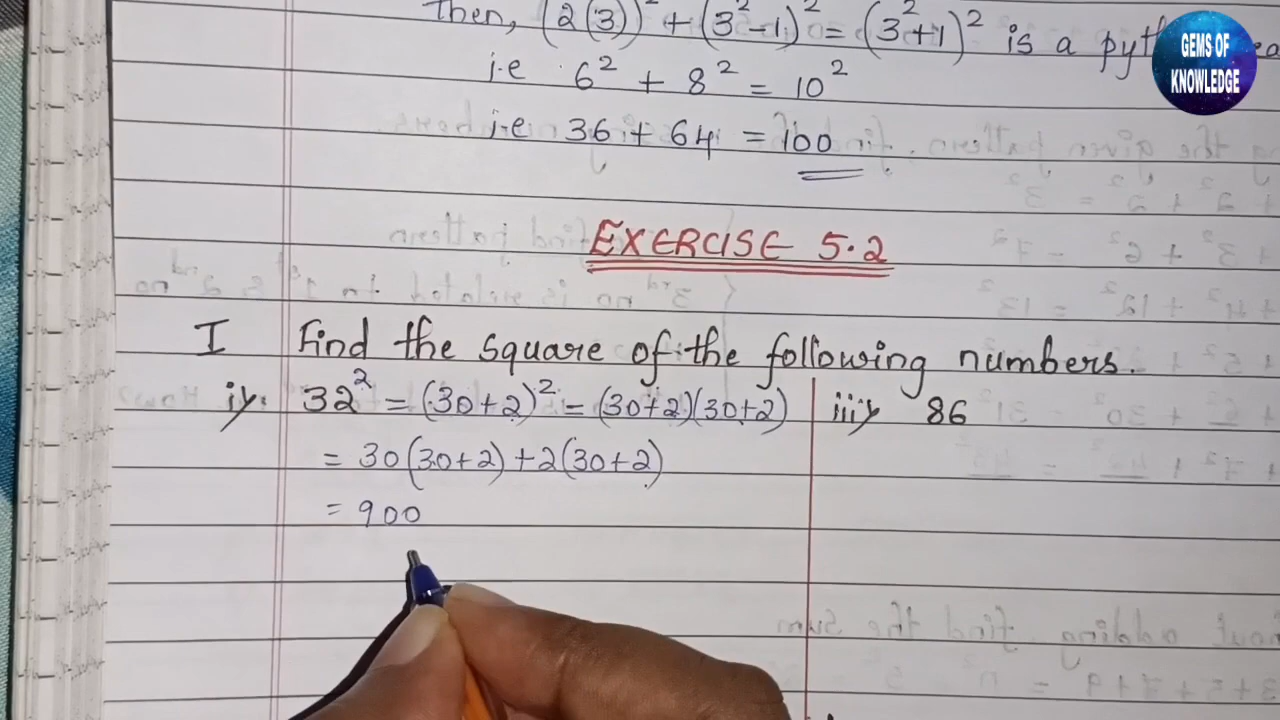 Then, (2(3))² + (3²-1)² = (3²+1)² is a
i.e 6² + 8² = 10²
i.e 36 + 64 = 100
GEMS OF
KNOWLEDGE
EXERCISE 5.2
I Find the square of the following numbers.
i) 32² = (30+2)² = (30+2)(30+2)
= 30(30+2) + 2(30+2)
= 900
iii) 86